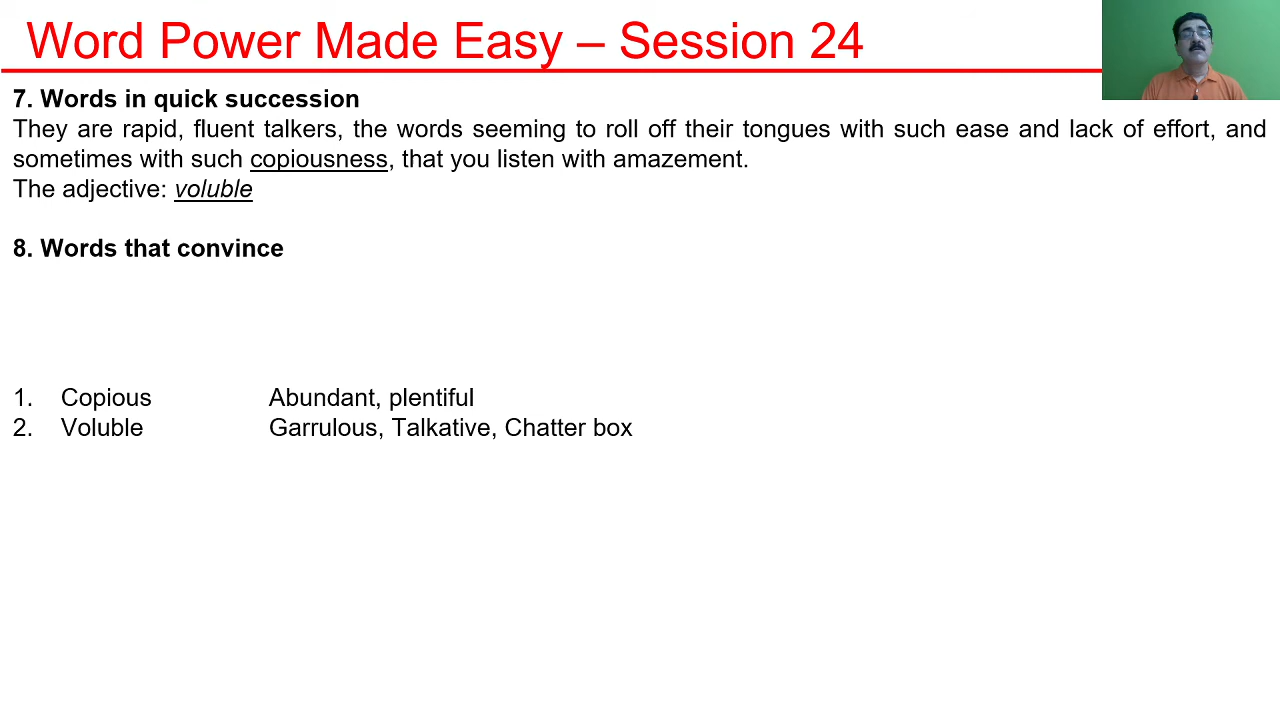 Word Power Made Easy – Session 24
7. Words in quick succession
They are rapid, fluent talkers, the words seeming to roll off their tongues with such ease and lack of effort, and
sometimes with such copiousness, that you listen with amazement.
The adjective: voluble
8. Words that convince
1. Copious Abundant, plentiful
2. Voluble Garrulous, Talkative, Chatter box